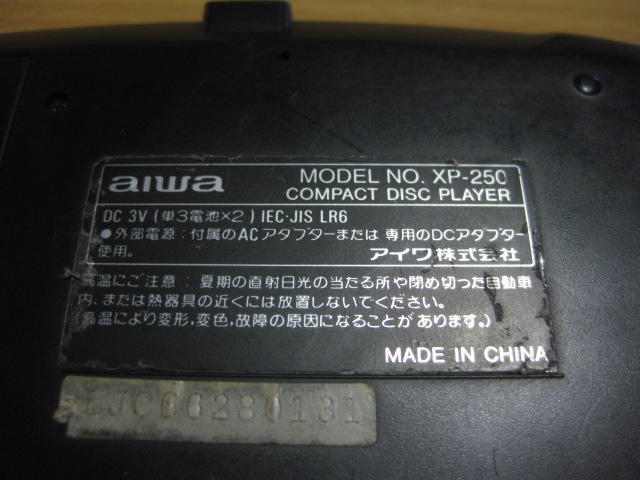 aiwa
MODEL NO. XP-250
COMPACT DISC PLAYER
DC 3V (単3電池×2) IEC·JIS LR6
●外部電源:付属のACアダプターまたは 専用のDCアダプター
使用。
アイワ株式会社
高温にご注意:夏期の直射日光の当たる所や閉め切った自動車
内、または熱器具の近くには放置しないでください。
(高温により変形,変色,故障の原因になることがあります。)
MADE IN CHINA
JC66280131